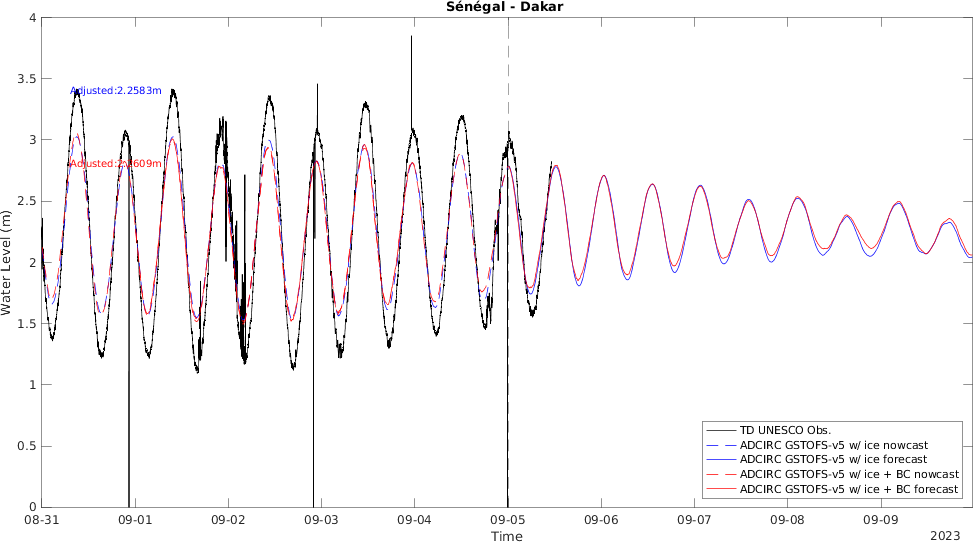 Sénégal - Dakar
4
3.5
3
2.5
2
1.5
1
0.5
0
Water Level (m)
Adjusted:2.2583m
Adjusted:2.2609m
08-31 09-01 09-02 09-03 09-04 09-05 09-06 09-07 09-08 09-09
Time
2023
TD UNESCO Obs.
ADCIRC GSTOFS-v5 w/ ice nowcast
ADCIRC GSTOFS-v5 w/ ice forecast
ADCIRC GSTOFS-v5 w/ ice + BC nowcast
ADCIRC GSTOFS-v5 w/ ice + BC forecast